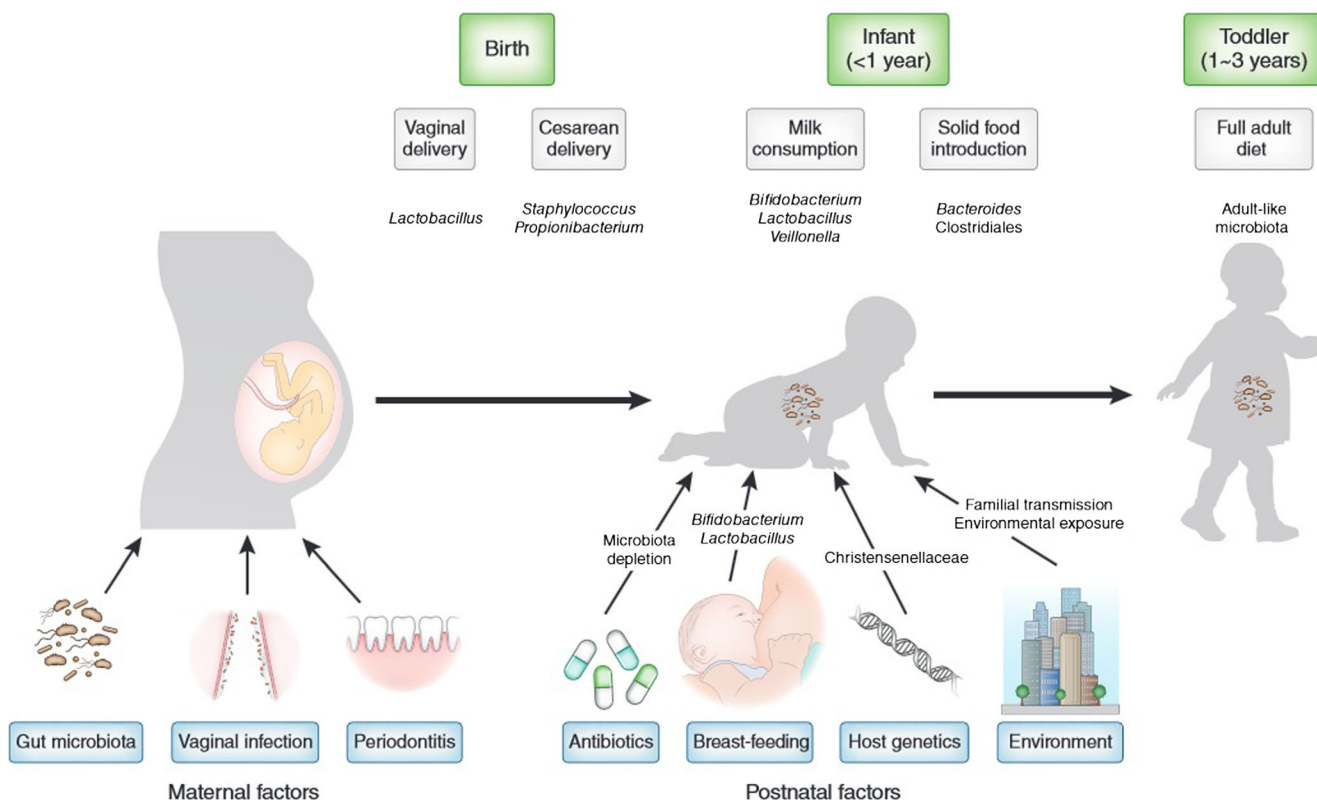 Birth
Infant
(<1 year)
Toddler
(1~3 years)
Vaginal
delivery
Cesarean
delivery
Milk
consumption
Solid food
introduction
Full adult
diet
Lactobacillus
Staphylococcus
Propionibacterium
Bifidobacterium
Lactobacillus
Veillonella
Bacteroides
Clostridiales
Adult-like
microbiota
Microbiota
depletion
Bifidobacterium
Lactobacillus
Christensenellaceae
Familial transmission
Environmental exposure
Gut microbiota
Vaginal infection
Periodontitis
Antibiotics
Breast-feeding
Host genetics
Environment
Maternal factors
Postnatal factors